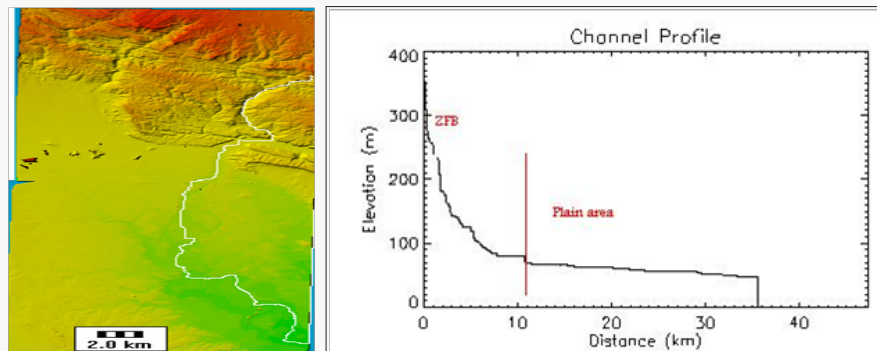 2.0 km
Channel Profile
Elevation (m)
400
300
200
100
0
ZFB
Plain area
0
10
20
30
40
Distance (km)